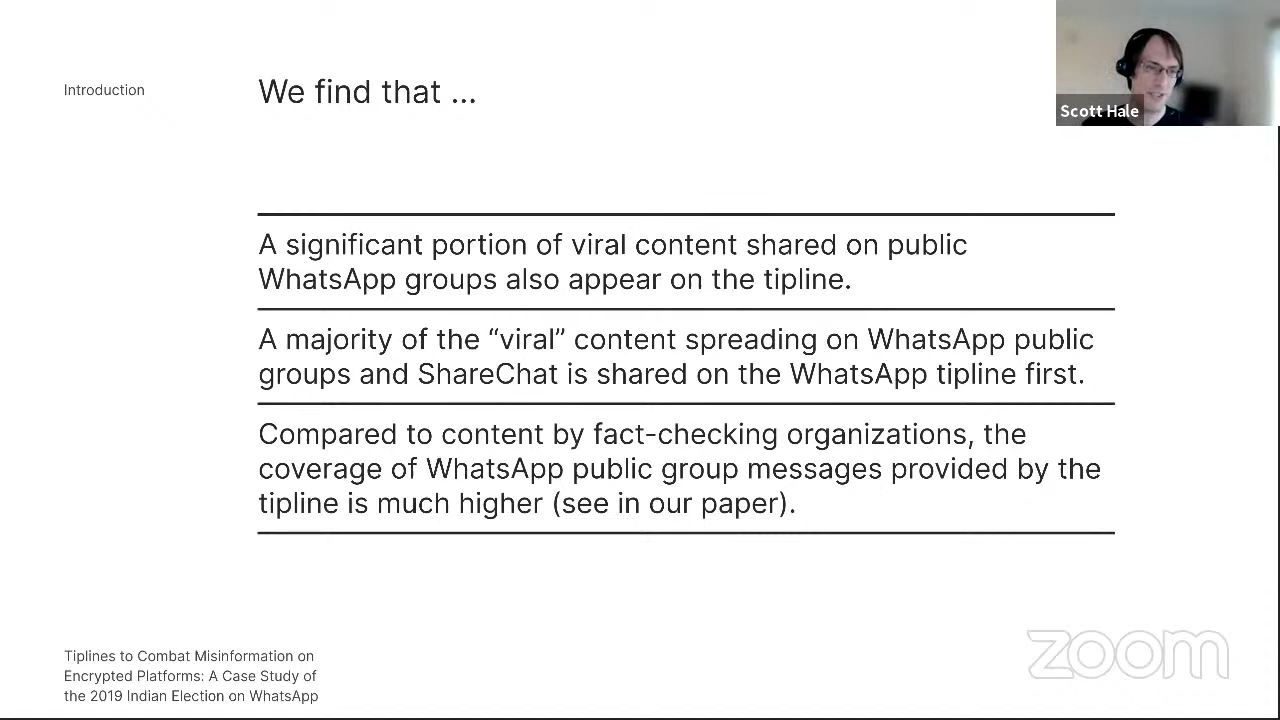 Introduction
We find that ...
Scott Hale
A significant portion of viral content shared on public
WhatsApp groups also appear on the tipline.
A majority of the “viral” content spreading on WhatsApp public
groups and ShareChat is shared on the WhatsApp tipline first.
Compared to content by fact-checking organizations, the
coverage of WhatsApp public group messages provided by the
tipline is much higher (see in our paper).
Tiplines to Combat Misinformation on
Encrypted Platforms: A Case Study of
the 2019 Indian Election on WhatsApp
zoom